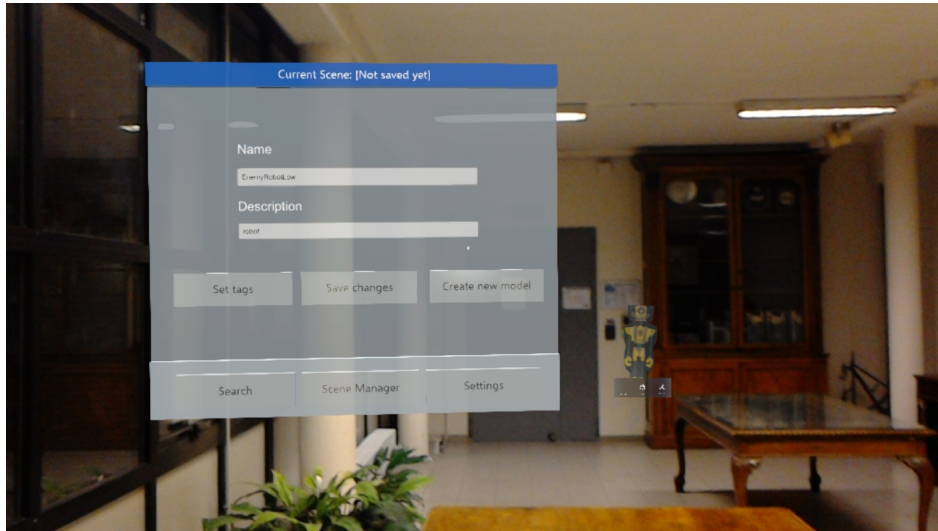 Current Scene: [Not saved yet]
Name
EnemyRobotLow
Description
robot
Set tags
Save changes
Create new model
Search
Scene Manager
Settings